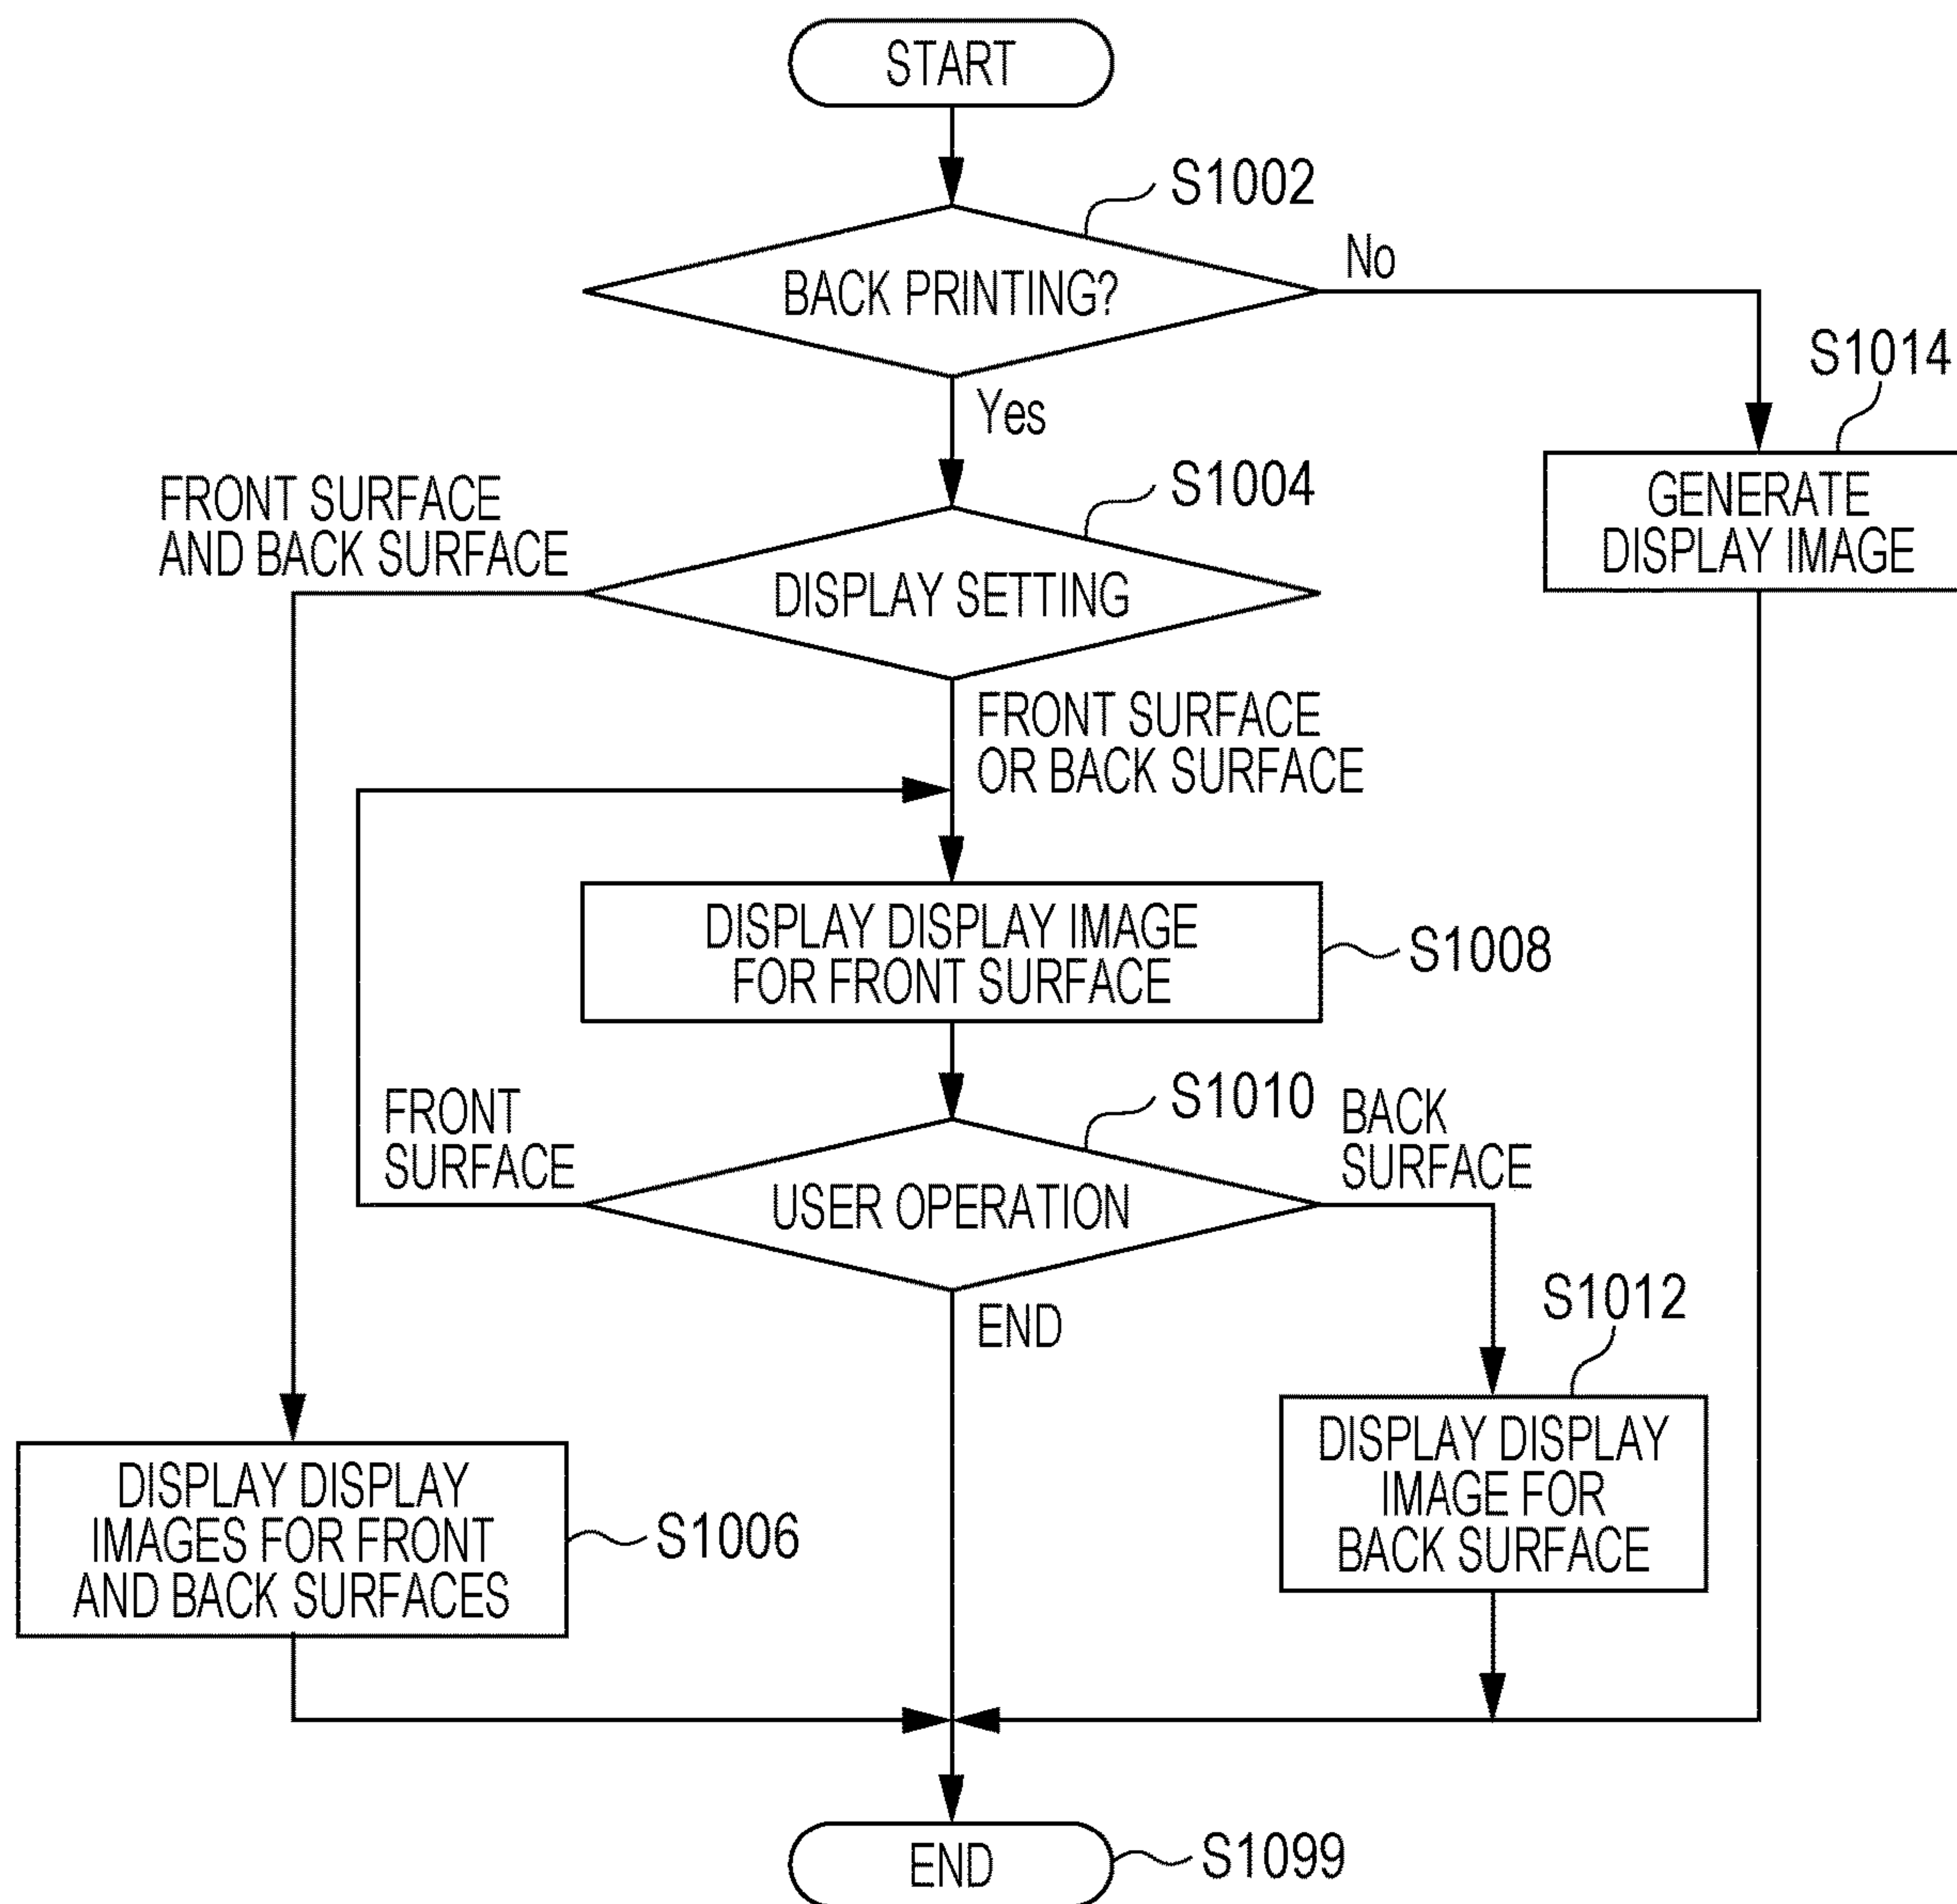 START
S1002
BACK PRINTING?
No
S1014
Yes
GENERATE
DISPLAY IMAGE
FRONT SURFACE
AND BACK SURFACE
S1004
DISPLAY SETTING
FRONT SURFACE
OR BACK SURFACE
DISPLAY DISPLAY IMAGE
FOR FRONT SURFACE
S1008
FRONT
SURFACE
S1010
BACK
SURFACE
USER OPERATION
END
S1012
DISPLAY DISPLAY
IMAGE FOR
BACK SURFACE
DISPLAY DISPLAY
IMAGES FOR FRONT
AND BACK SURFACES
S1006
END
S1099